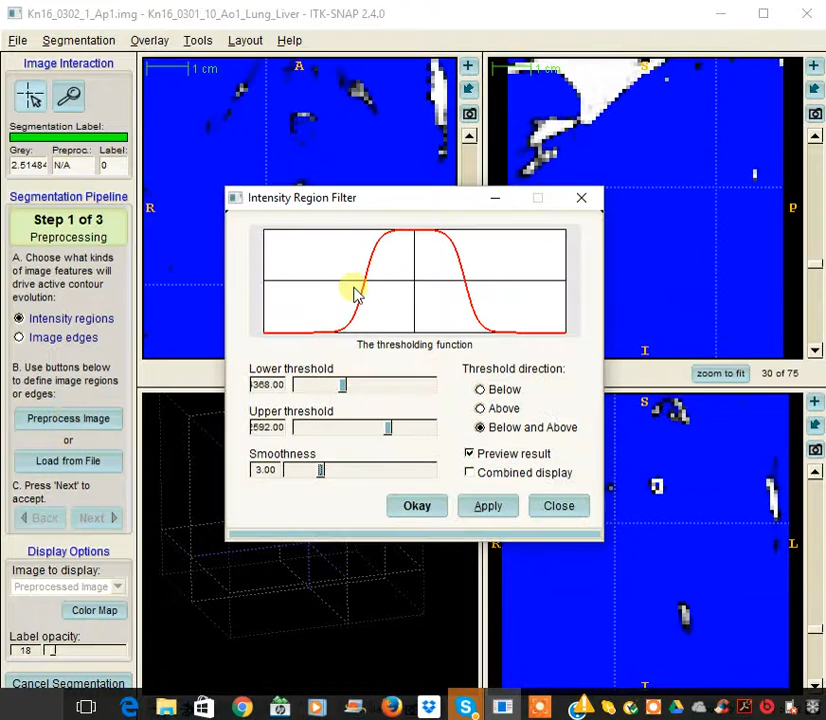 Kn16_0302_1_Ap1.img - Kn16_0301_10_Ao1_Lung_Liver - ITK-SNAP 2.4.0
File Segmentation Overlay Tools Layout Help
Image Interaction
Segmentation Label:
Grey: Preproc.: Label:
2.51484 N/A 0
Segmentation Pipeline
Step 1 of 3
Preprocessing
A. Choose what kinds
of image features will
drive active contour
evolution:
Intensity regions
Image edges
B. Use buttons below
to define image regions
or edges:
Preprocess Image
or
Load from File
C. Press 'Next' to
accept.
Back Next
Display Options
Image to display:
Preprocessed Image
Color Map
Label opacity:
18
Cancel Segmentation
1 cm
A
R
1 cm
S
P
I
zoom to fit 30 of 75
Intensity Region Filter
The thresholding function
Lower threshold
368.00
Upper threshold
2592.00
Smoothness
3.00
Threshold direction:
Below
Above
Below and Above
Preview result
Combined display
Okay Apply Close
S
R
L
I